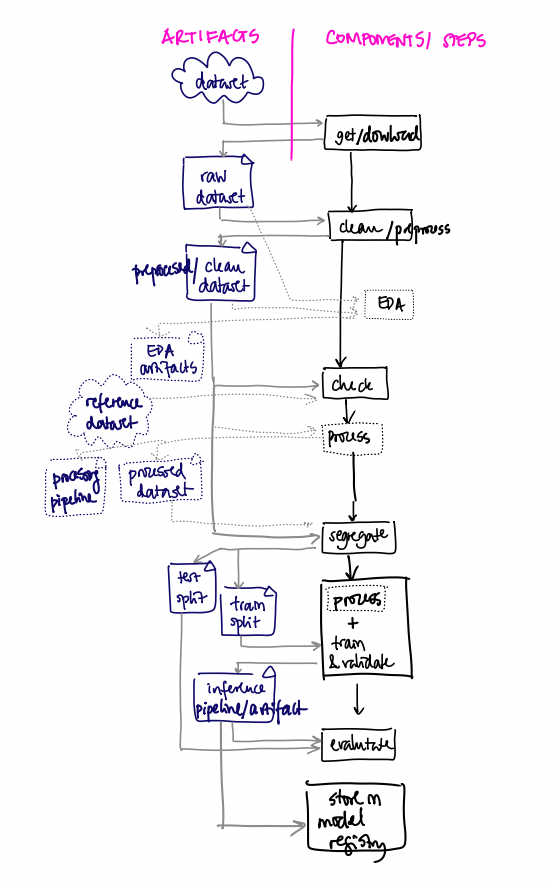 ARTIFACTS
COMPONENTS/ STEPS
dataset
get/dowload
raw
dataset
clean/preprocess
preprocessed/ clean
dataset
EDA
EDA
artifacts
check
reference
dataset
process
processing
pipeline
processed
dataset
segregate
test
split
train
split
process
+
train
& validate
inference
pipeline/artifact
evalutate
store in
model
registry